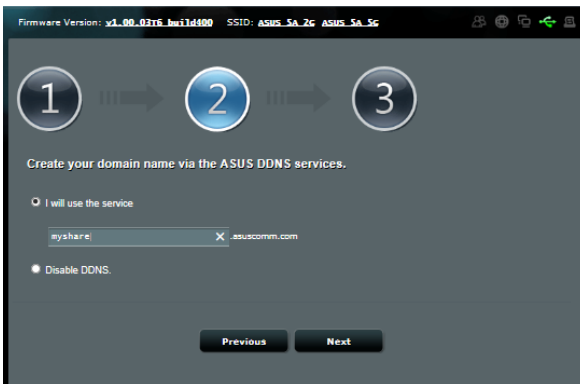 Firmware Version: v1.00.03T6 build400 SSID: ASUS_5A_2G ASUS_5A_5G
1 2 3
Create your domain name via the ASUS DDNS services.
I will use the service
myshare .asuscomm.com
Disable DDNS.
Previous Next